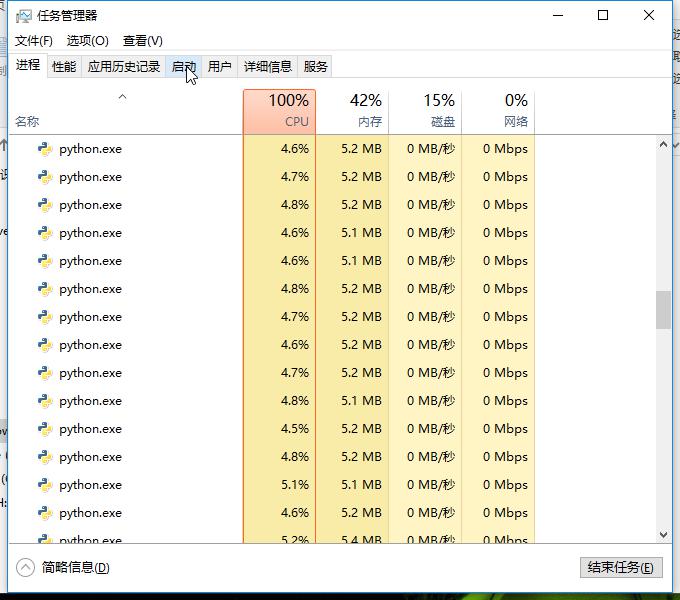 任务管理器
文件(F) 选项(O) 查看(V)
进程 性能 应用历史记录 启动 用户 详细信息 服务
100% 42% 15% 0%
名称 CPU 内存 磁盘 网络
python.exe 4.6% 5.2 MB 0 MB/秒 0 Mbps
python.exe 4.7% 5.2 MB 0 MB/秒 0 Mbps
python.exe 4.8% 5.2 MB 0 MB/秒 0 Mbps
python.exe 4.6% 5.1 MB 0 MB/秒 0 Mbps
python.exe 4.6% 5.1 MB 0 MB/秒 0 Mbps
python.exe 4.8% 5.2 MB 0 MB/秒 0 Mbps
python.exe 4.7% 5.2 MB 0 MB/秒 0 Mbps
python.exe 4.6% 5.2 MB 0 MB/秒 0 Mbps
python.exe 4.7% 5.2 MB 0 MB/秒 0 Mbps
python.exe 4.8% 5.1 MB 0 MB/秒 0 Mbps
python.exe 4.5% 5.2 MB 0 MB/秒 0 Mbps
python.exe 4.8% 5.2 MB 0 MB/秒 0 Mbps
python.exe 5.1% 5.1 MB 0 MB/秒 0 Mbps
python.exe 4.6% 5.2 MB 0 MB/秒 0 Mbps
python.exe 5.2% 5.4 MB 0 MB/秒 0 Mbps
简略信息(D) 结束任务(E)